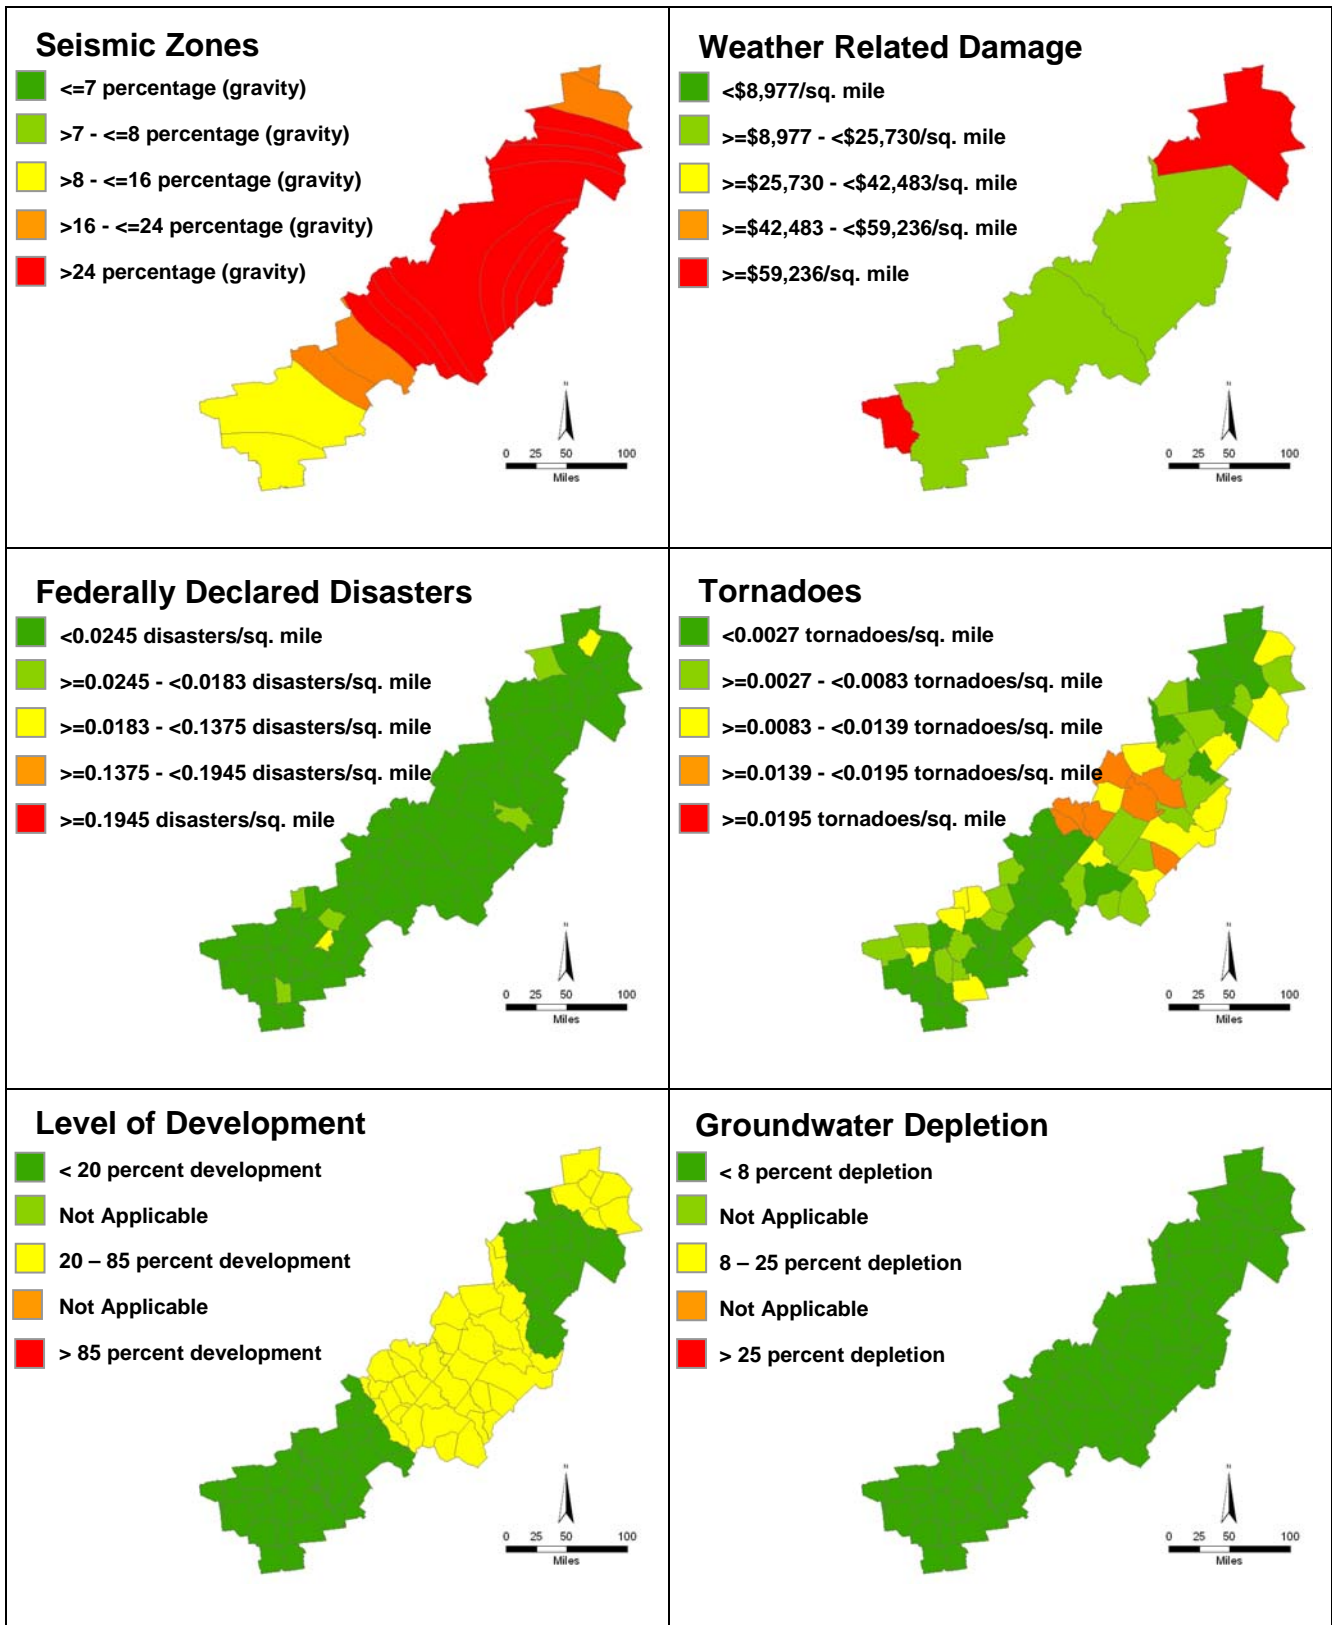 Seismic Zones
<=7 percentage (gravity)
>7 - <=8 percentage (gravity)
>8 - <=16 percentage (gravity)
>16 - <=24 percentage (gravity)
>24 percentage (gravity)
N
0 25 50 100
Miles
Weather Related Damage
<$8,977/sq. mile
>=$8,977 - <$25,730/sq. mile
>=$25,730 - <$42,483/sq. mile
>=$42,483 - <$59,236/sq. mile
>=$59,236/sq. mile
N
0 25 50 100
Miles
Federally Declared Disasters
<0.0245 disasters/sq. mile
>=0.0245 - <0.0183 disasters/sq. mile
>=0.0183 - <0.1375 disasters/sq. mile
>=0.1375 - <0.1945 disasters/sq. mile
>=0.1945 disasters/sq. mile
N
0 25 50 100
Miles
Tornadoes
<0.0027 tornadoes/sq. mile
>=0.0027 - <0.0083 tornadoes/sq. mile
>=0.0083 - <0.0139 tornadoes/sq. mile
>=0.0139 - <0.0195 tornadoes/sq. mile
>=0.0195 tornadoes/sq. mile
N
0 25 50 100
Miles
Level of Development
< 20 percent development
Not Applicable
20 – 85 percent development
Not Applicable
> 85 percent development
N
0 25 50 100
Miles
Groundwater Depletion
< 8 percent depletion
Not Applicable
8 – 25 percent depletion
Not Applicable
> 25 percent depletion
N
0 25 50 100
Miles